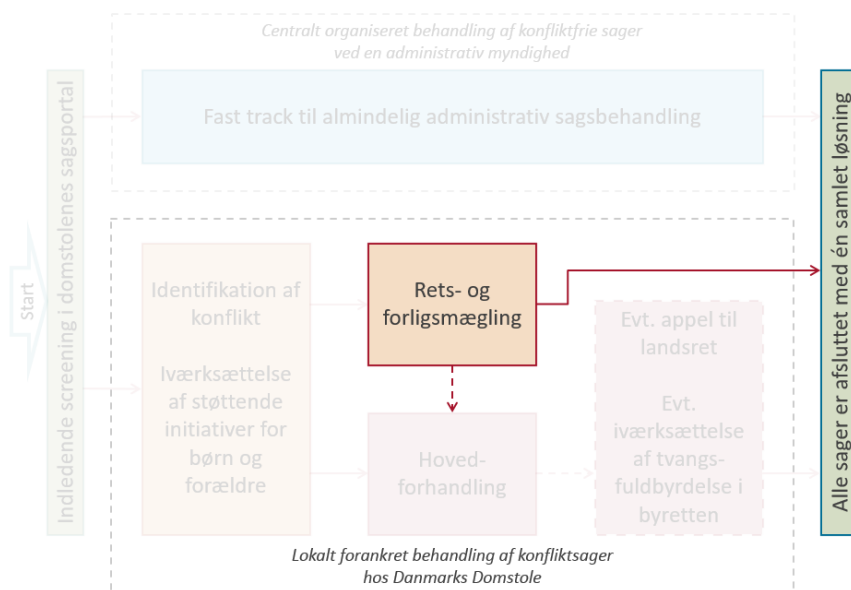 Centralt organiseret behandling af konfliktfrie sager
ved en administrativ myndighed
Start
Indledende screening i domstolenes sagsportal
Fast track til almindelig administrativ sagsbehandling
Identifikation af
konflikt
Iværksættelse
af støttende
initiativer for
børn og
forældre
Rets- og
forligsmægling
Hoved-
forhandling
Evt. appel til
landsret
Evt.
iværksættelse
af tvangs-
fuldbyrdelse i
byretten
Alle sager er afsluttet med én samlet løsning
Lokalt forankret behandling af konfliktsager
hos Danmarks Domstole